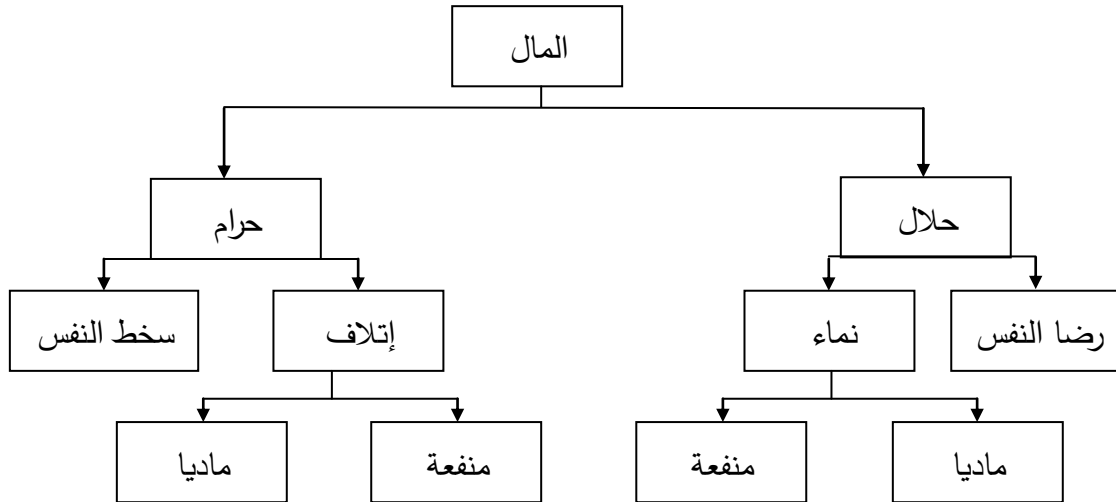 المال
حلال
حرام
رضا النفس
نماء
إتلاف
سخط النفس
ماديا
منفعة
منفعة
ماديا